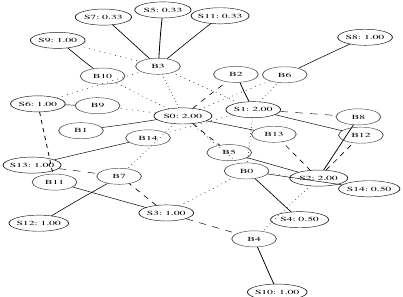 S7: 0.33
S5: 0.33
S11: 0.33
S9: 1.00
S8: 1.00
B3
B10
B2
B6
S6: 1.00
B9
S0: 2.00
S1: 2.00
B8
B1
B14
B13
B12
B5
S13: 1.00
B11
B7
B0
S2: 2.00
S14: 0.50
S12: 1.00
S3: 1.00
S4: 0.50
B4
S10: 1.00